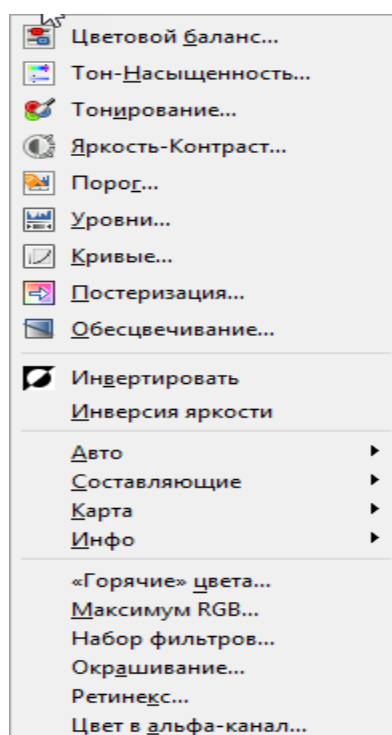 Цветовой баланс...
Тон-Насыщенность...
Тонирование...
Яркость-Контраст...
Порог...
Уровни...
Кривые...
Постеризация...
Обесцвечивание...
Инвертировать
Инверсия яркости
Авто
Составляющие
Карта
Инфо
«Горячие» цвета...
Максимум RGB...
Набор фильтров...
Окрашивание...
Ретинекс...
Цвет в альфа-канал...